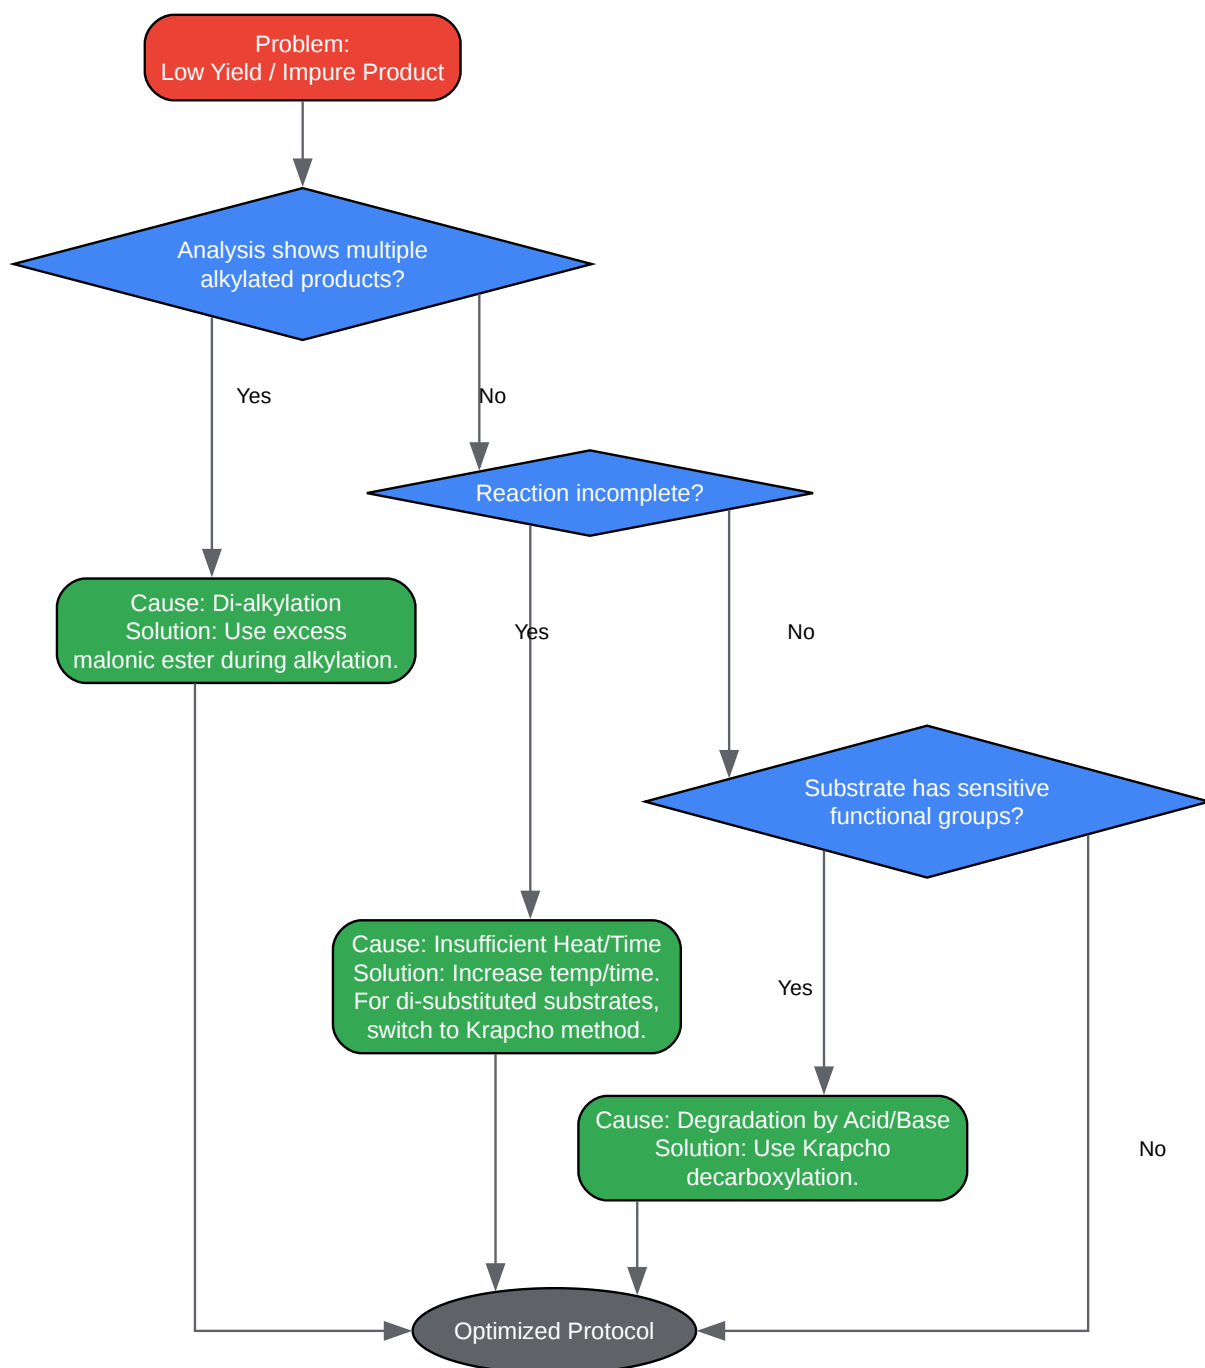 Problem:
Low Yield / Impure Product
Analysis shows multiple
alkylated products?
Yes
No
Reaction incomplete?
Cause: Di-alkylation
Solution: Use excess
malonic ester during alkylation.
Yes
No
Substrate has sensitive
functional groups?
Cause: Insufficient Heat/Time
Solution: Increase temp/time.
For di-substituted substrates,
switch to Krapcho method.
Yes
Cause: Degradation by Acid/Base
Solution: Use Krapcho
decarboxylation.
No
Optimized Protocol